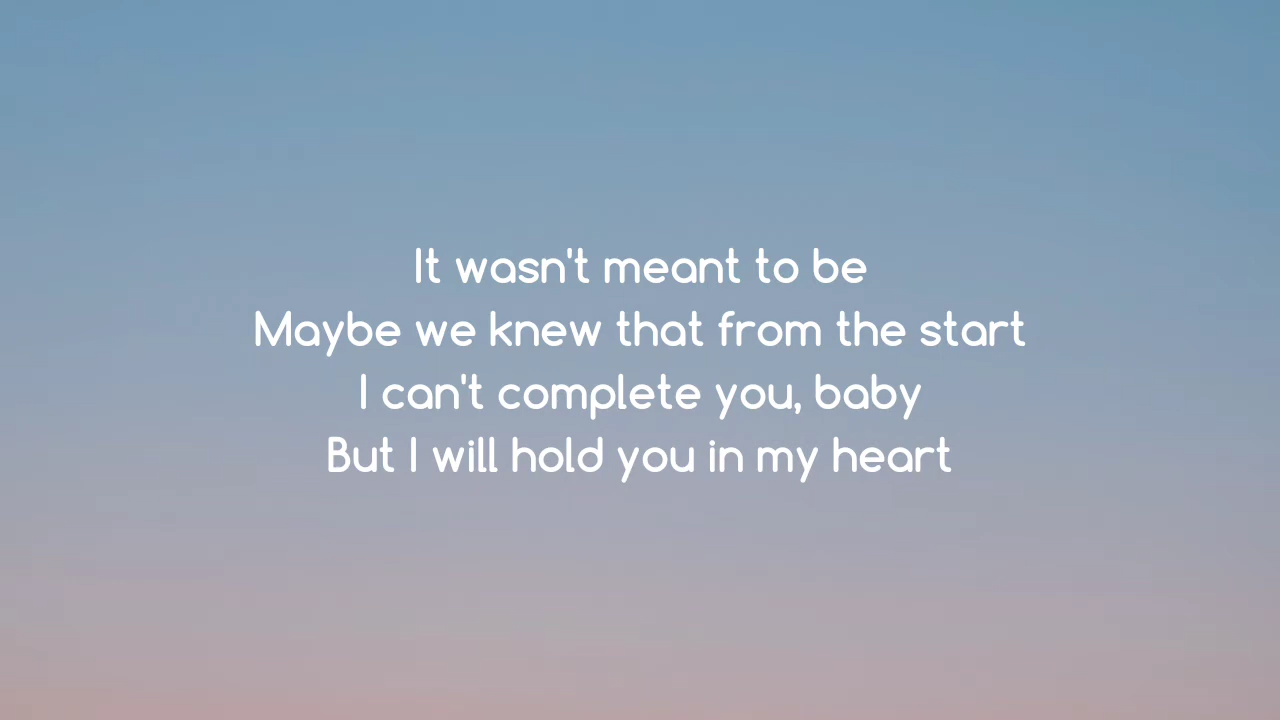 It wasn't meant to be
Maybe we knew that from the start
I can't complete you, baby
But I will hold you in my heart